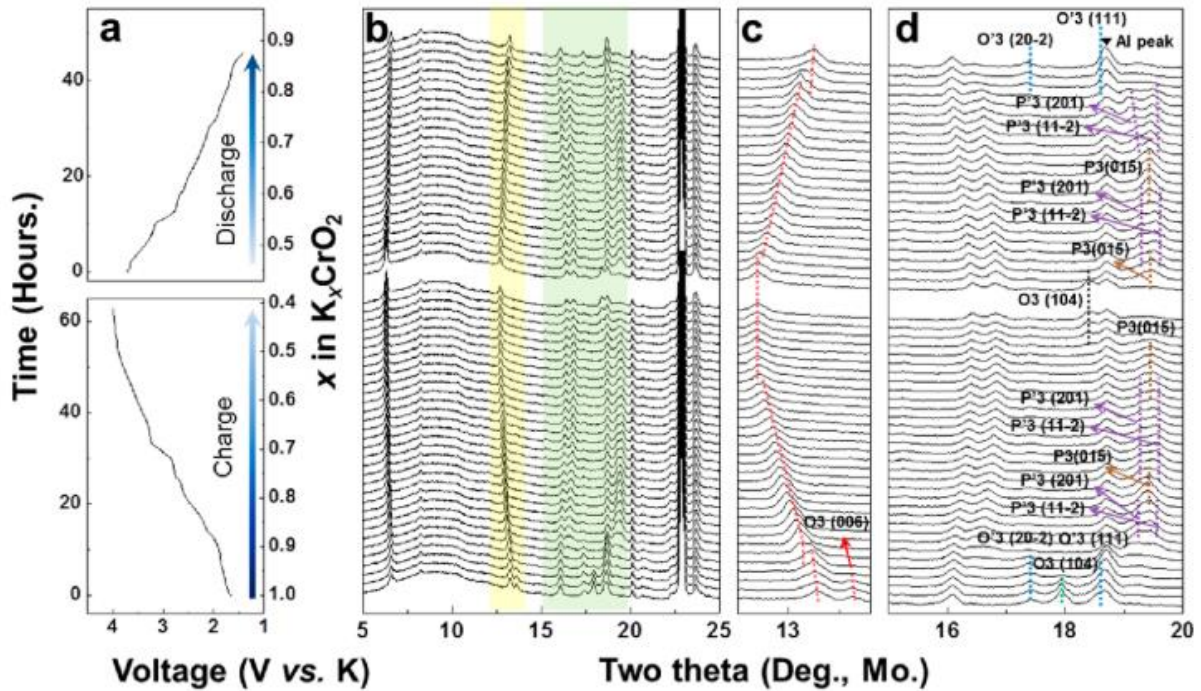 a
b
c
d
Time (Hours.)
40
20
0
60
40
20
0
Discharge
Charge
0.9
0.8
0.7
0.6
0.5
0.4
0.5
0.6
0.7
0.8
0.9
1.0
x in KxCrO2
4 3 2 1
Voltage (V vs. K)
5 10 15 20 25
13
16 18 20
Two theta (Deg., Mo.)
O3 (006)
O'3 (111)
O'3 (20-2)
Al peak
P'3 (201)
P'3 (11-2)
P3(015)
P'3 (201)
P'3 (11-2)
P3(015)
O3 (104)
P3(015)
P'3 (201)
P'3 (11-2)
P3(015)
P'3 (201)
P'3 (11-2)
O'3 (20-2) O'3 (111)
O3 (104)